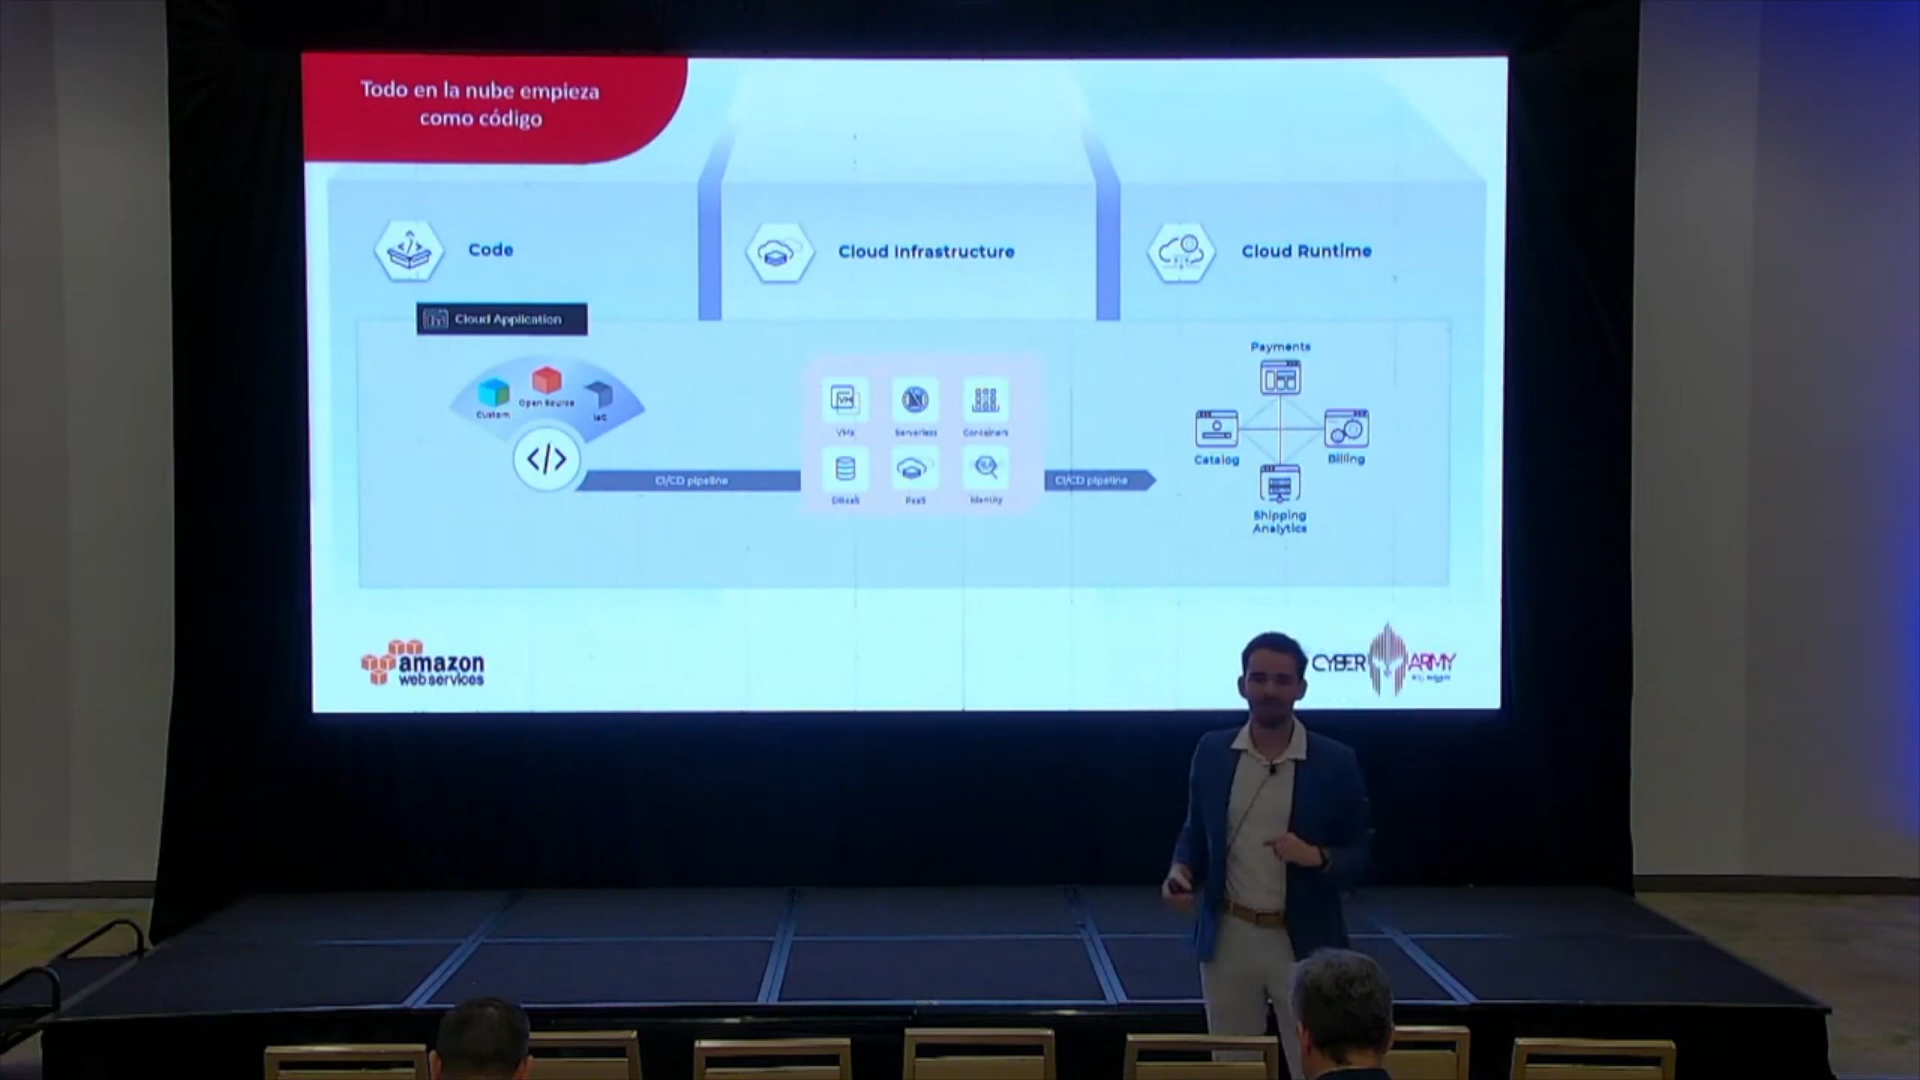 Todo en la nube empieza
como código
Code
Cloud Infrastructure
Cloud Runtime
Cloud Application
Custom
Open Source
IaC
</>
CI/CD pipeline
VM
VMs
Serverless
Containers
DBaaS
PaaS
Identity
CI/CD pipeline
Payments
Catalog
Billing
Shipping
Analytics
amazon
webservices
CYBER ARMY